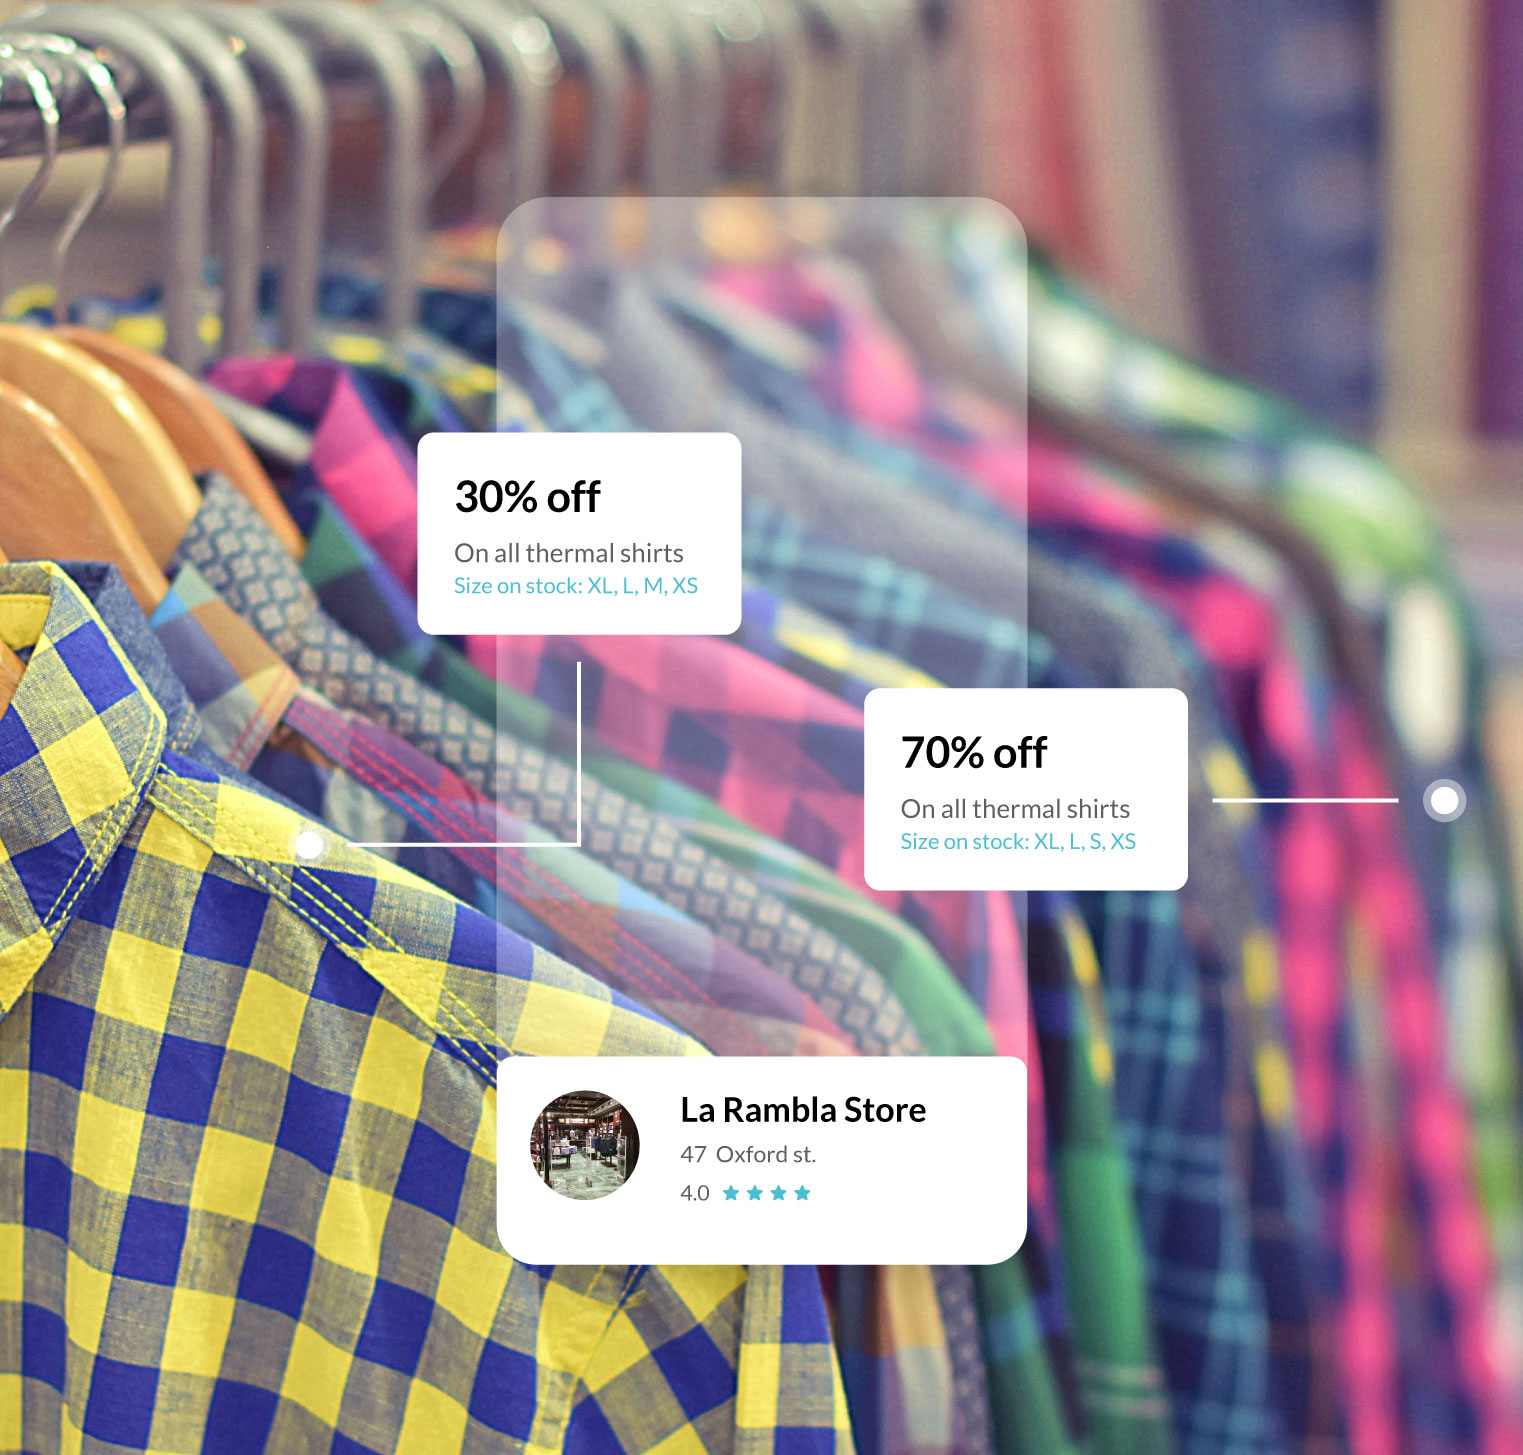 30% off
On all thermal shirts
Size on stock: XL, L, M, XS
70% off
On all thermal shirts
Size on stock: XL, L, S, XS
La Rambla Store
47 Oxford st.
4.0